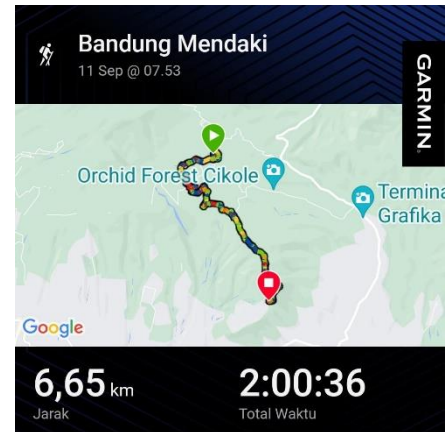 Bandung Mendaki
11 Sep @ 07.53
GARMIN.
Orchid Forest Cikole
Termina
Grafika
Google
6,65 km
Jarak
2:00:36
Total Waktu